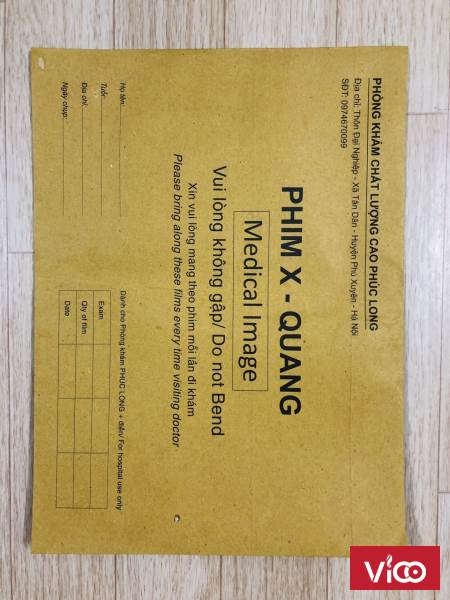 PHÒNG KHÁM CHẤT LƯỢNG CAO PHÚC LONG
Địa chỉ: Thôn Đại Nghiệp - Xã Tân Dân - Huyện Phú Xuyên - Hà Nội
SĐT: 0974670099
PHIM X - QUANG
Medical Image
Vui lòng không gập/ Do not Bend
Xin vui lòng mang theo phim mỗi lần đi khám
Please bring along these films every time visiting doctor
Họ tên:
Tuổi:
Địa chỉ:
Ngày chụp:
Dành cho Phòng khám PHÚC LONG + điền/ For hospital use only
Exam
Qty of film
Date
VICO